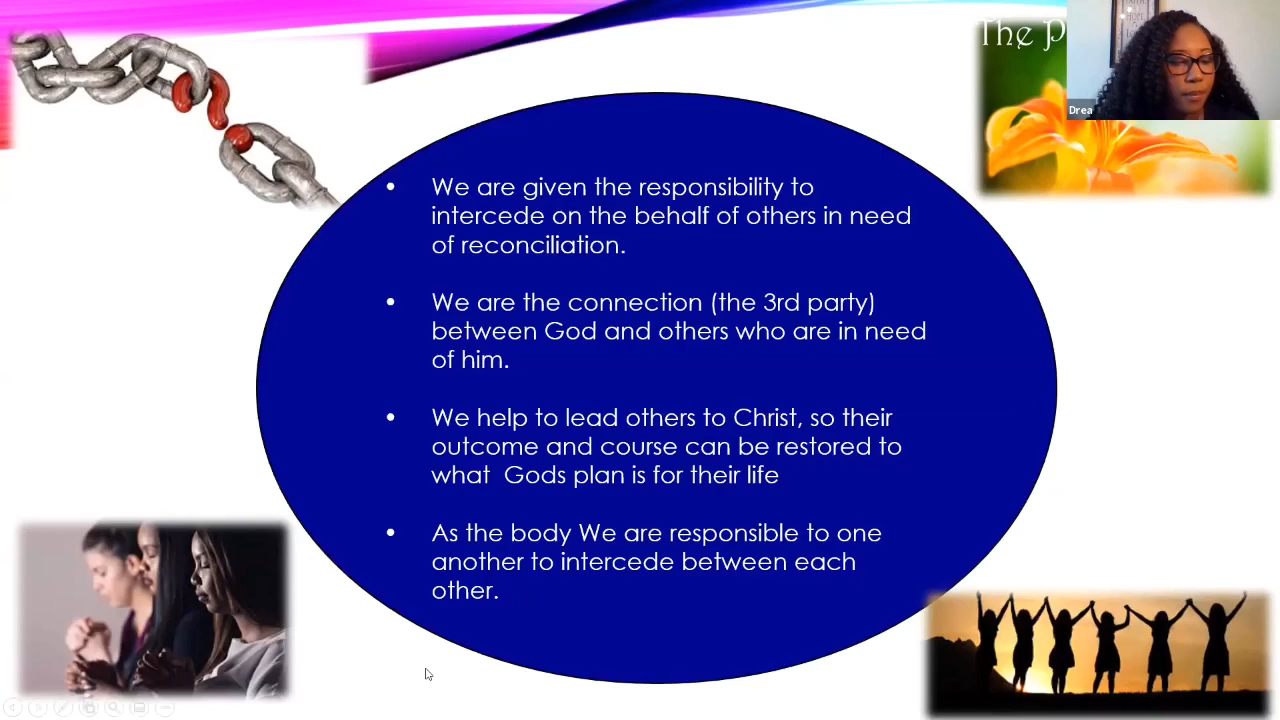 The P
Drea
• We are given the responsibility to
intercede on the behalf of others in need
of reconciliation.
• We are the connection (the 3rd party)
between God and others who are in need
of him.
• We help to lead others to Christ, so their
outcome and course can be restored to
what  Gods plan is for their life
• As the body We are responsible to one
another to intercede between each
other.